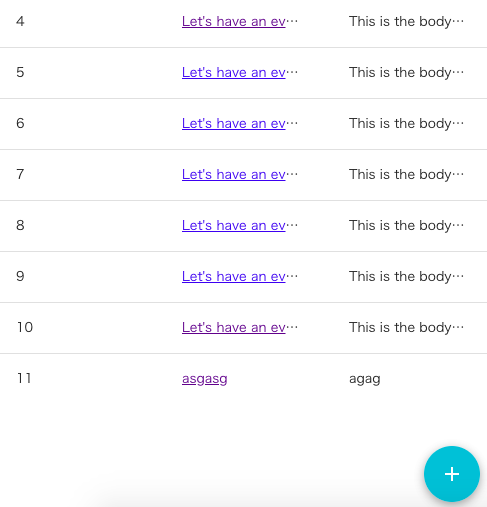 4 Let's have an ev… This is the body…
5 Let's have an ev… This is the body…
6 Let's have an ev… This is the body…
7 Let's have an ev… This is the body…
8 Let's have an ev… This is the body…
9 Let's have an ev… This is the body…
10 Let's have an ev… This is the body…
11 asgasg agag
+